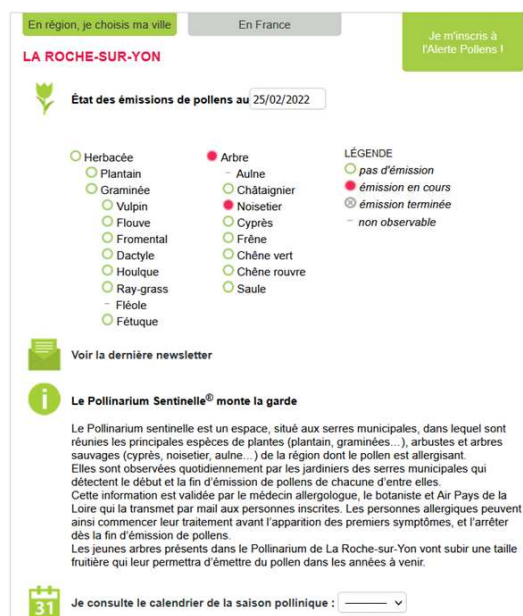 En région, je choisis ma ville
En France
Je m'inscris à
l'Alerte Pollens !
LA ROCHE-SUR-YON
État des émissions de pollens au 25/02/2022
Herbacée
Plantain
Graminée
Vulpin
Flouve
Fromental
Dactyle
Houlque
Ray-grass
– Fléole
Fétuque
Arbre
– Aulne
Châtaignier
Noisetier
Cyprès
Frêne
Chêne vert
Chêne rouvre
Saule
LÉGENDE
pas d'émission
émission en cours
émission terminée
– non observable
Voir la dernière newsletter
i
Le Pollinarium Sentinelle® monte la garde
Le Pollinarium sentinelle est un espace, situé aux serres municipales, dans lequel sont
réunies les principales espèces de plantes (plantain, graminées...), arbustes et arbres
sauvages (cyprès, noisetier, aulne...) de la région dont le pollen est allergisant.
Elles sont observées quotidiennement par les jardiniers des serres municipales qui
détectent le début et la fin d'émission de pollens de chacune d'entre elles.
Cette information est validée par le médecin allergologue, le botaniste et Air Pays de la
Loire qui la transmet par mail aux personnes inscrites. Les personnes allergiques peuvent
ainsi commencer leur traitement avant l'apparition des premiers symptômes, et l'arrêter
dès la fin d'émission de pollens.
Les jeunes arbres présents dans le Pollinarium de La Roche-sur-Yon vont subir une taille
fruitière qui leur permettra d'émettre du pollen dans les années à venir.
31
Je consulte le calendrier de la saison pollinique :